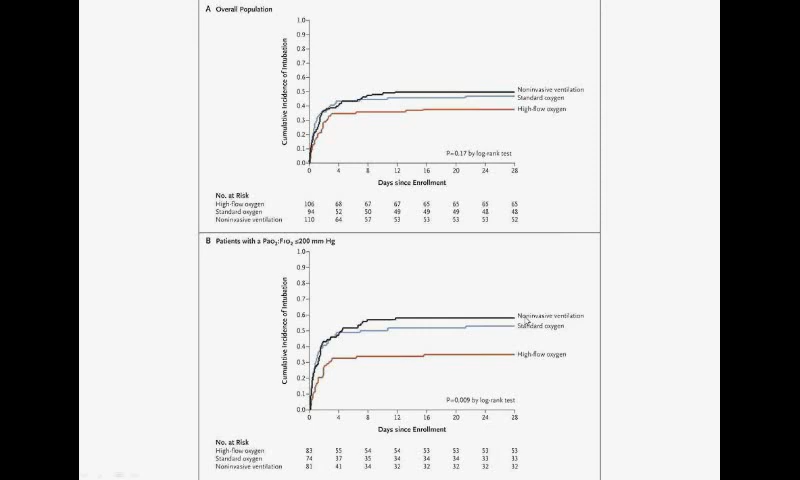 A Overall Population
1.0
0.9
0.8
0.7
0.6
0.5
0.4
0.3
0.2
0.1
0.0
Cumulative Incidence of Intubation
Noninvasive ventilation
Standard oxygen
High-flow oxygen
P=0.17 by log-rank test
0 4 8 12 16 20 24 28
Days since Enrollment
No. at Risk
High-flow oxygen 106 68 67 67 65 65 65 65
Standard oxygen 94 52 50 49 49 49 48 48
Noninvasive ventilation 110 64 57 53 53 53 53 52
B Patients with a PaO2:FIO2 ≤200 mm Hg
1.0
0.9
0.8
0.7
0.6
0.5
0.4
0.3
0.2
0.1
0.0
Cumulative Incidence of Intubation
Noninvasive ventilation
Standard oxygen
High-flow oxygen
P=0.009 by log-rank test
0 4 8 12 16 20 24 28
Days since Enrollment
No. at Risk
High-flow oxygen 83 55 54 54 53 53 53 53
Standard oxygen 74 37 35 34 34 34 33 33
Noninvasive ventilation 81 41 34 32 32 32 32 32